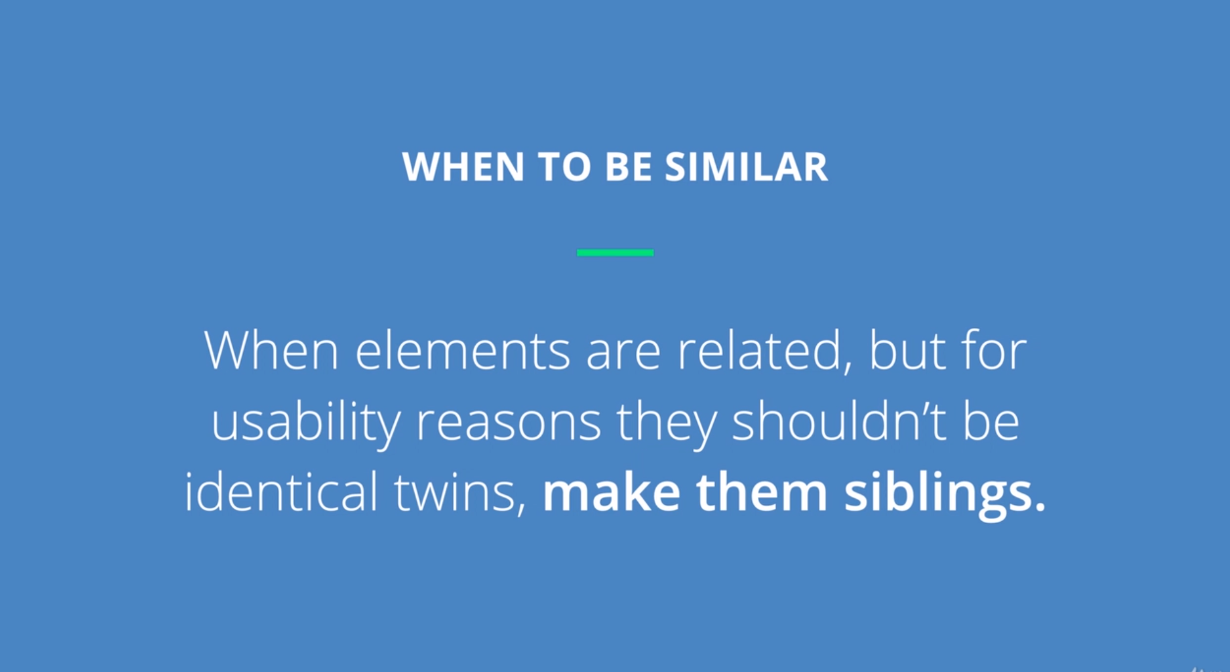 WHEN TO BE SIMILAR
When elements are related, but for
usability reasons they shouldn’t be
identical twins, make them siblings.